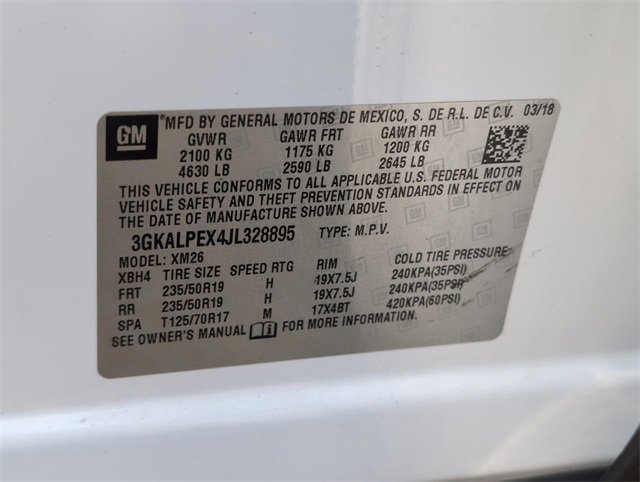 GM
*MFD BY GENERAL MOTORS DE MEXICO, S. DE R.L. DE C.V. 03/18
GVWR GAWR FRT GAWR RR
2100 KG 1175 KG 1200 KG
4630 LB 2590 LB 2645 LB
THIS VEHICLE CONFORMS TO ALL APPLICABLE U.S. FEDERAL MOTOR
VEHICLE SAFETY AND THEFT PREVENTION STANDARDS IN EFFECT ON
THE DATE OF MANUFACTURE SHOWN ABOVE.
3GKALPEX4JL328895 TYPE: M.P.V.
MODEL: XM26
XBH4 TIRE SIZE SPEED RTG RIM COLD TIRE PRESSURE
FRT 235/50R19 H 19X7.5J 240KPA(35PSI)
RR 235/50R19 H 19X7.5J 240KPA(35PSI)
SPA T125/70R17 M 17X4BT 420KPA(60PSI)
SEE OWNER'S MANUAL FOR MORE INFORMATION.